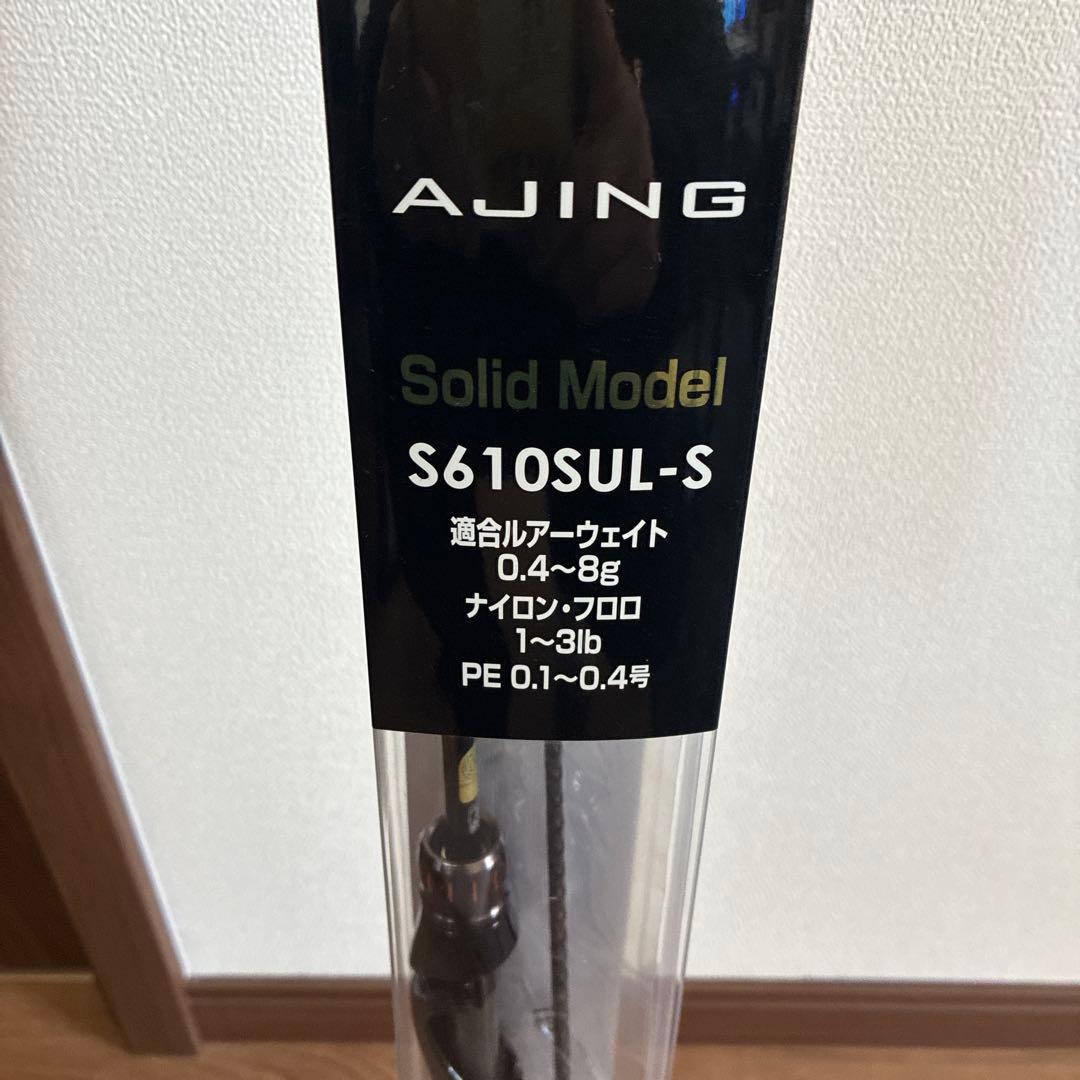 AJING
Solid Model
S610SUL-S
適合ルアーウェイト
0.4～8g
ナイロン・フロロ
1～3lb
PE 0.1～0.4号